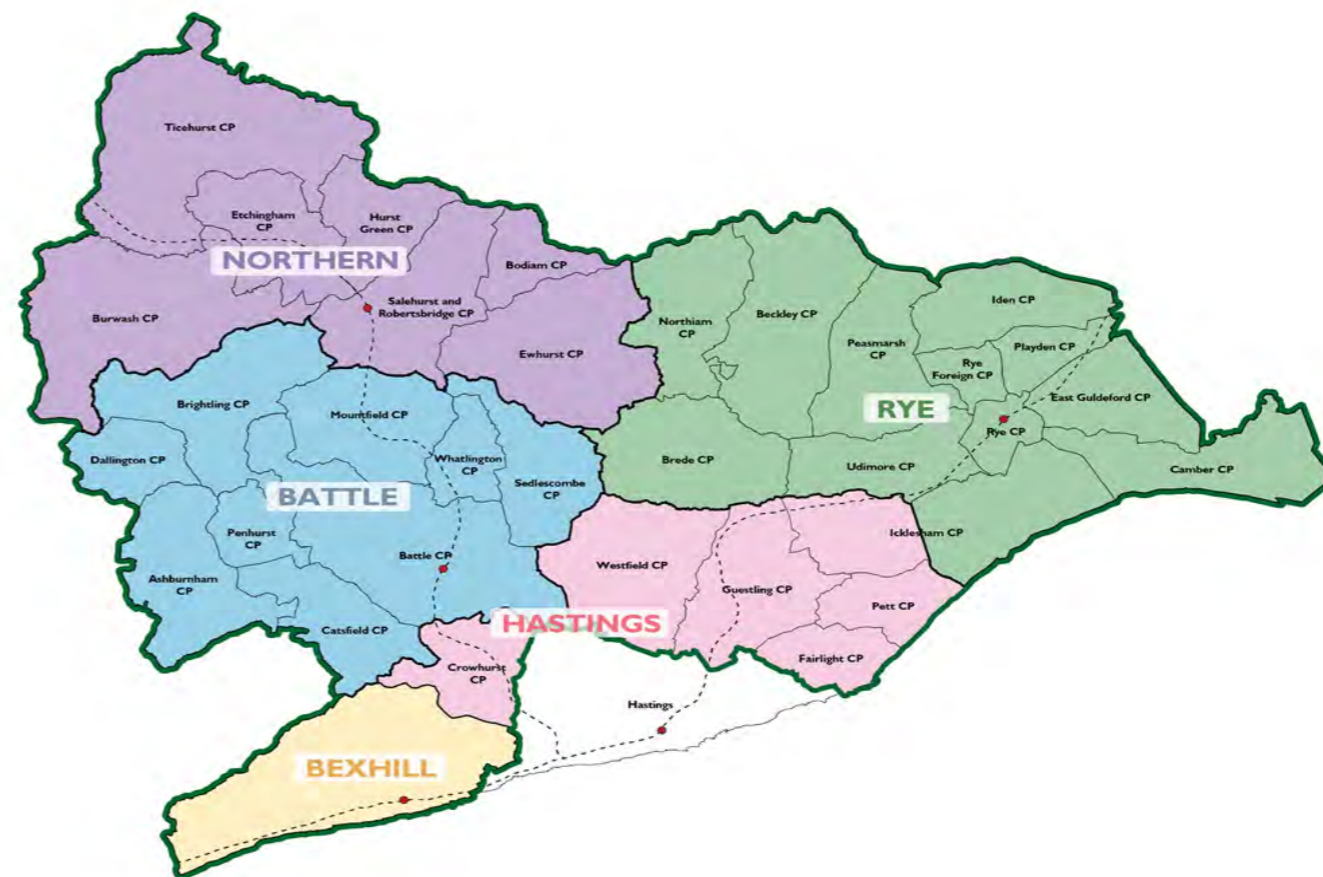 Ticehurst CP
Etchingham
CP
Hurst
Green CP
NORTHERN
Bodiam CP
Burwash CP
Salehurst and
Robertsbridge CP
Ewhurst CP
Northiam
CP
Beckley CP
Iden CP
Peasmarsh
CP
Playden CP
Rye
Foreign CP
RYE
East Guldeford CP
Rye CP
Brede CP
Udimore CP
Camber CP
Brightling CP
Mountfield CP
Dallington CP
Whatlington
CP
Sedlescombe
CP
BATTLE
Penhurst
CP
Battle CP
Ashburnham
CP
Catsfield CP
Icklesham CP
Westfield CP
Guestling CP
Pett CP
HASTINGS
Fairlight CP
Crowhurst
CP
Hastings
BEXHILL